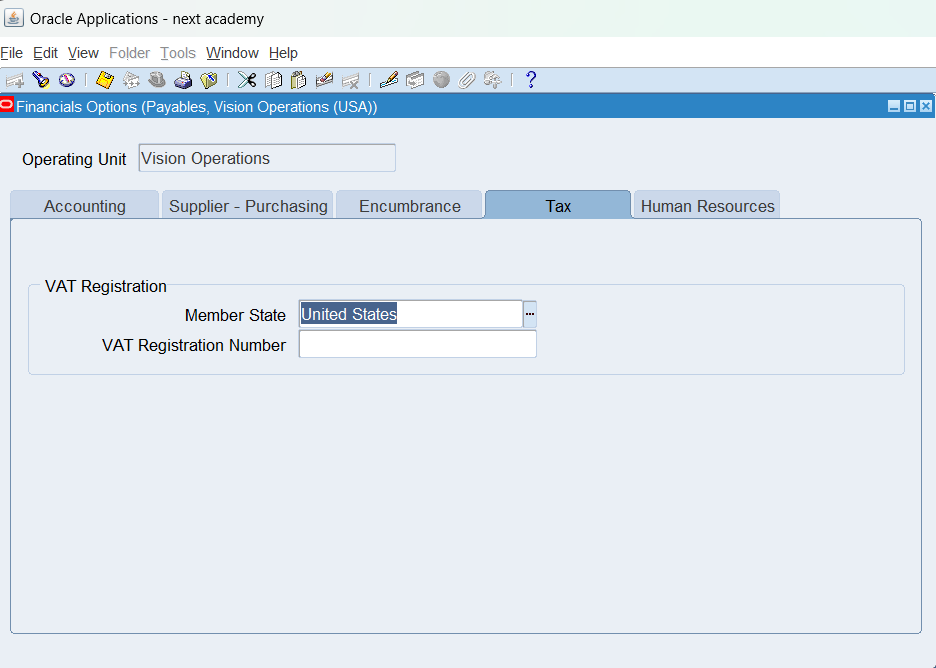 Oracle Applications - next academy
File Edit View Folder Tools Window Help
?
Financials Options (Payables, Vision Operations (USA))
Operating Unit Vision Operations
Accounting Supplier - Purchasing Encumbrance Tax Human Resources
VAT Registration
Member State United States ...
VAT Registration Number